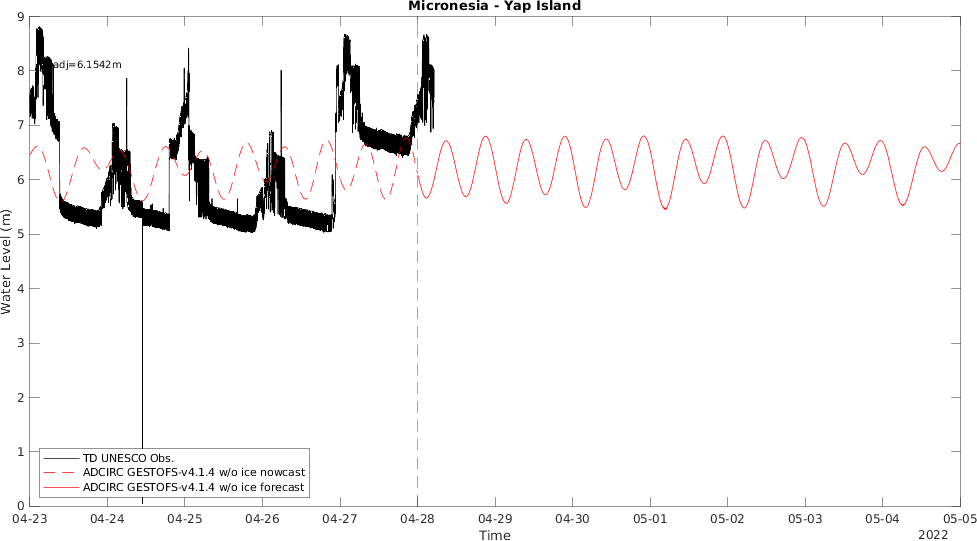 Micronesia - Yap Island
9
8
7
6
5
4
3
2
1
0
Water Level (m)
adj=6.1542m
TD UNESCO Obs.
ADCIRC GESTOFS-v4.1.4 w/o ice nowcast
ADCIRC GESTOFS-v4.1.4 w/o ice forecast
04-23 04-24 04-25 04-26 04-27 04-28 04-29 04-30 05-01 05-02 05-03 05-04 05-05
Time
2022